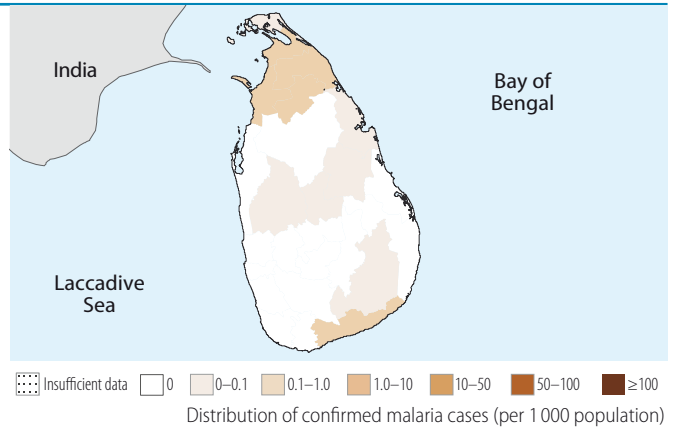 India
Bay of
Bengal
Laccadive
Sea
Insufficient data 0 0–0.1 0.1–1.0 1.0–10 10–50 50–100 ≥100
Distribution of confirmed malaria cases (per 1 000 population)